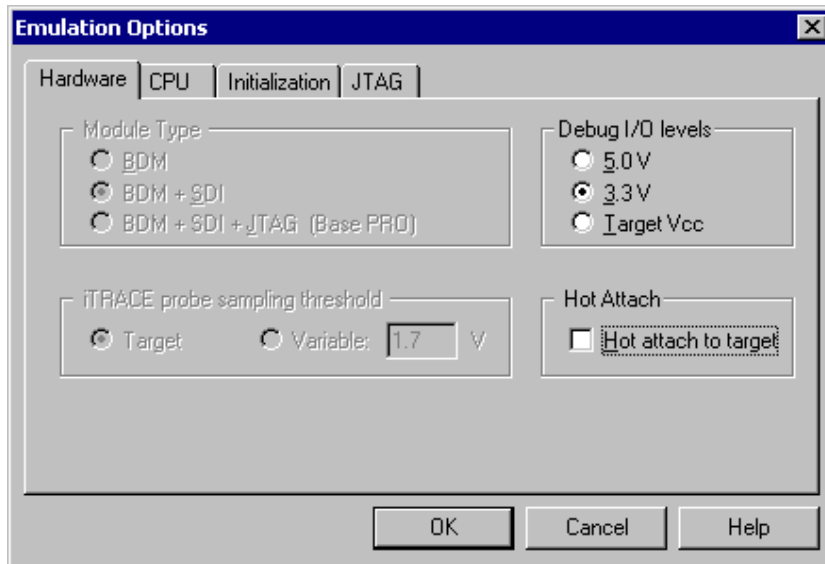 Emulation Options
Hardware CPU Initialization JTAG
Module Type
BDM
BDM + SDI
BDM + SDI + JTAG (Base PRO)
Debug I/O levels
5.0 V
3.3 V
Target Vcc
iTRACE probe sampling threshold
Target Variable: 1.7 V
Hot Attach
Hot attach to target
OK Cancel Help